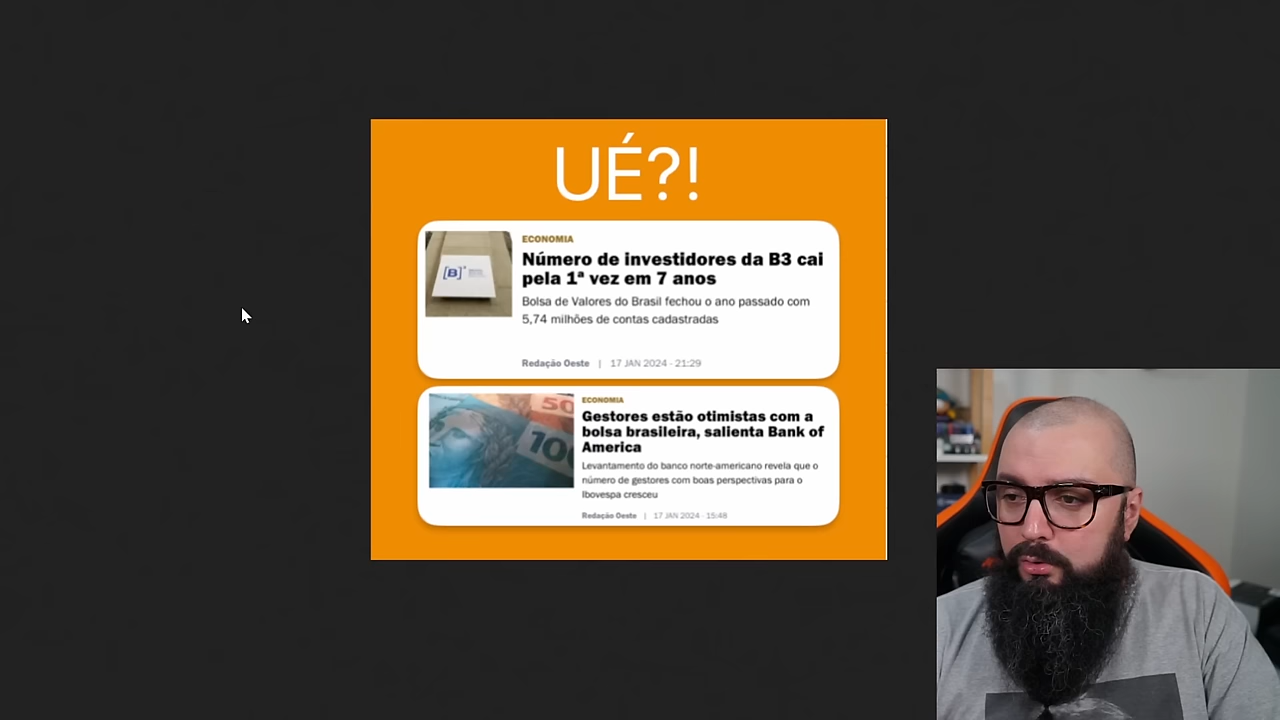 UÉ?!
ECONOMIA
Número de investidores da B3 cai
pela 1ª vez em 7 anos
Bolsa de Valores do Brasil fechou o ano passado com
5,74 milhões de contas cadastradas
Redação Oeste | 17 JAN 2024 - 21:29
[B]³
ECONOMIA
Gestores estão otimistas com a
bolsa brasileira, salienta Bank of
America
Levantamento do banco norte-americano revela que o
número de gestores com boas perspectivas para o
Ibovespa cresceu
Redação Oeste | 17 JAN 2024 - 15:48
50
100